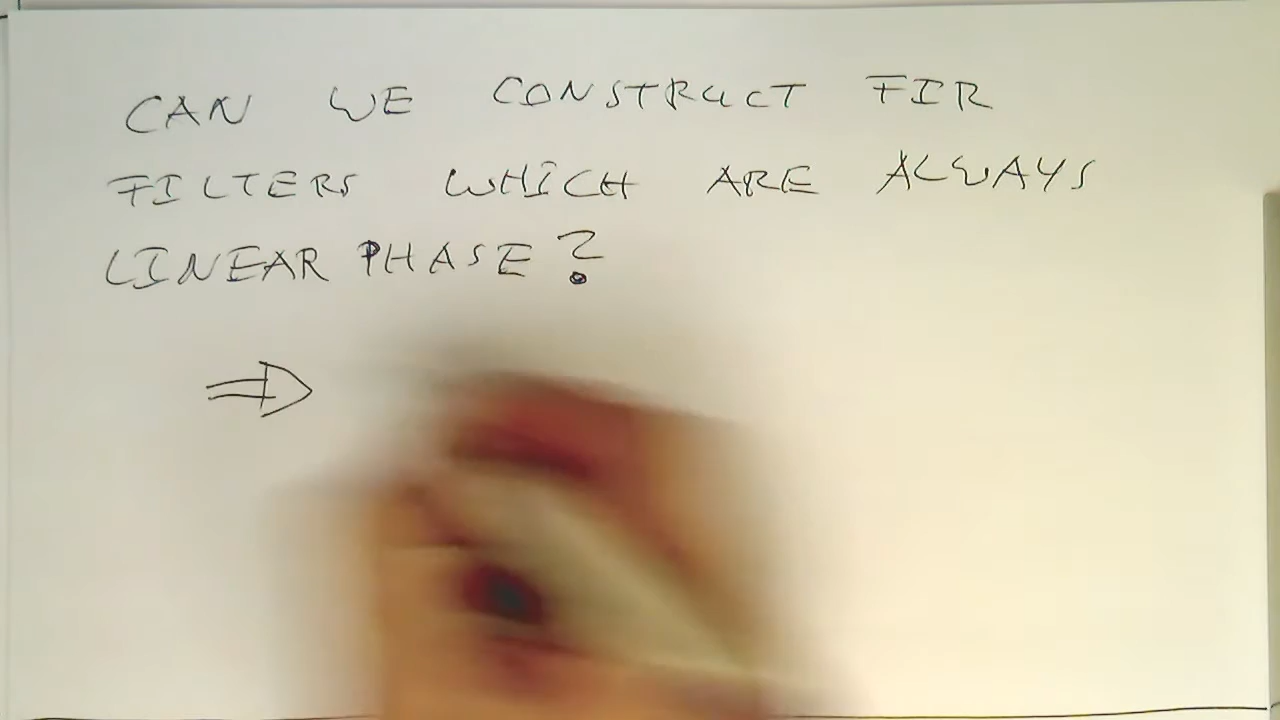 CAN WE CONSTRUCT FIR
FILTERS WHICH ARE ALWAYS
LINEAR PHASE?
⇒